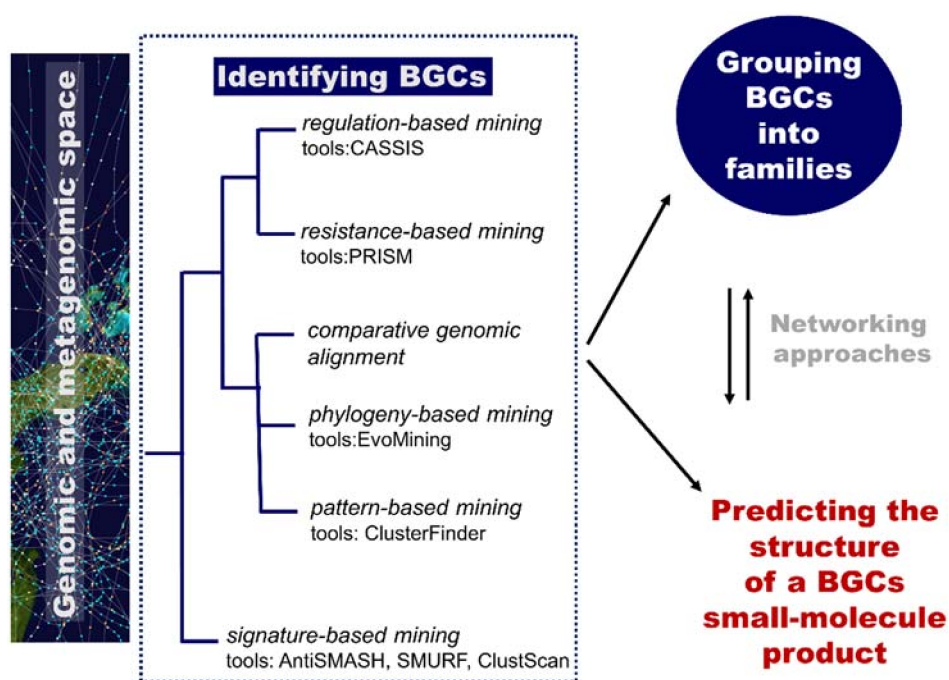 Genomic and metagenomic space
Identifying BGCs
regulation-based mining
tools:CASSIS
resistance-based mining
tools:PRISM
comparative genomic
alignment
phylogeny-based mining
tools:EvoMining
pattern-based mining
tools: ClusterFinder
signature-based mining
tools: AntiSMASH, SMURF, ClustScan
Grouping
BGCs
into
families
Networking
approaches
Predicting the
structure
of a BGCs
small-molecule
product